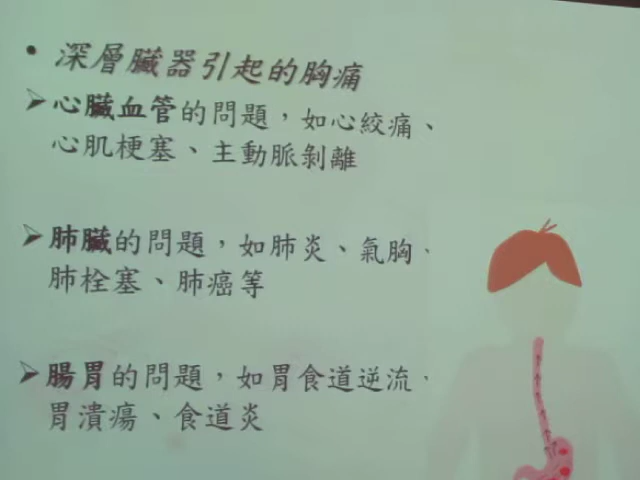 • 深層臟器引起的胸痛
➢心臟血管的問題，如心絞痛、
心肌梗塞、主動脈剝離
➢肺臟的問題，如肺炎、氣胸、
肺栓塞、肺癌等
➢腸胃的問題，如胃食道逆流、
胃潰瘍、食道炎